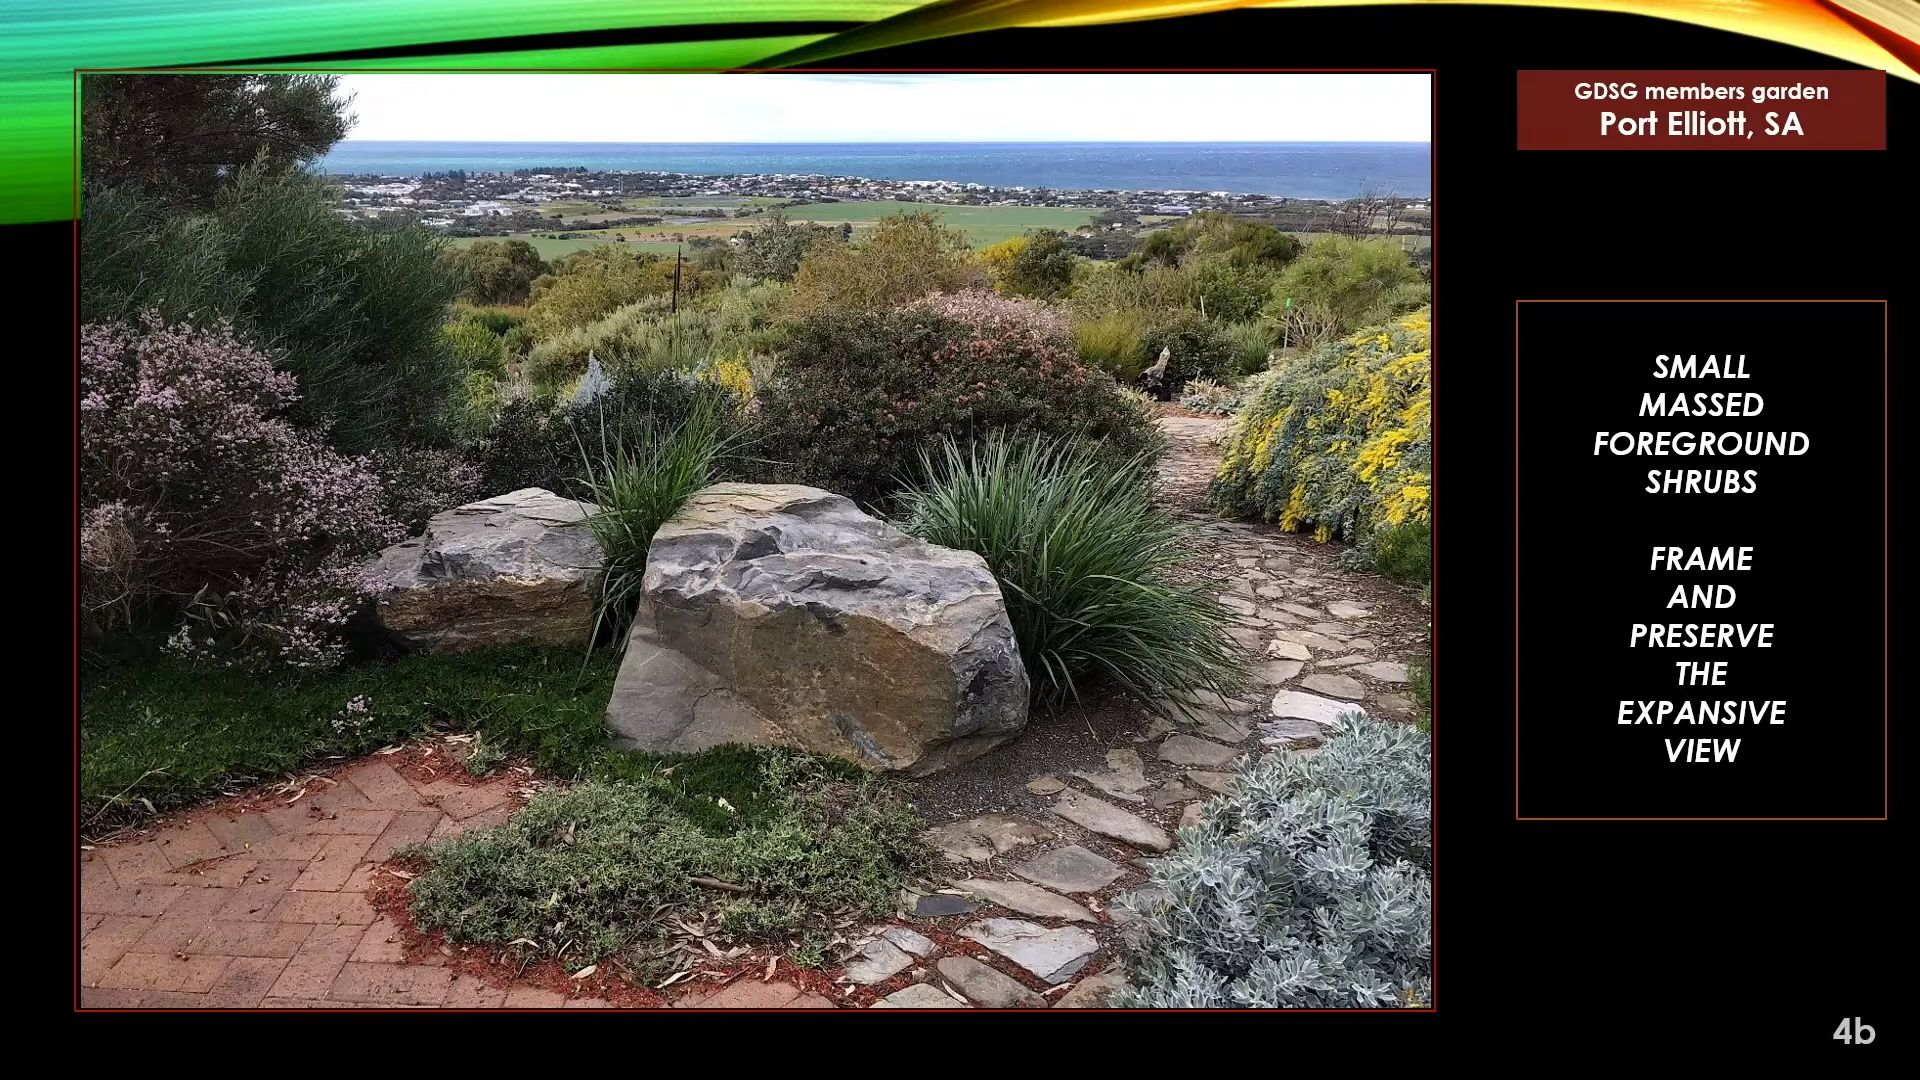 GDSG members garden
Port Elliott, SA
SMALL
MASSED
FOREGROUND
SHRUBS
FRAME
AND
PRESERVE
THE
EXPANSIVE
VIEW
4b